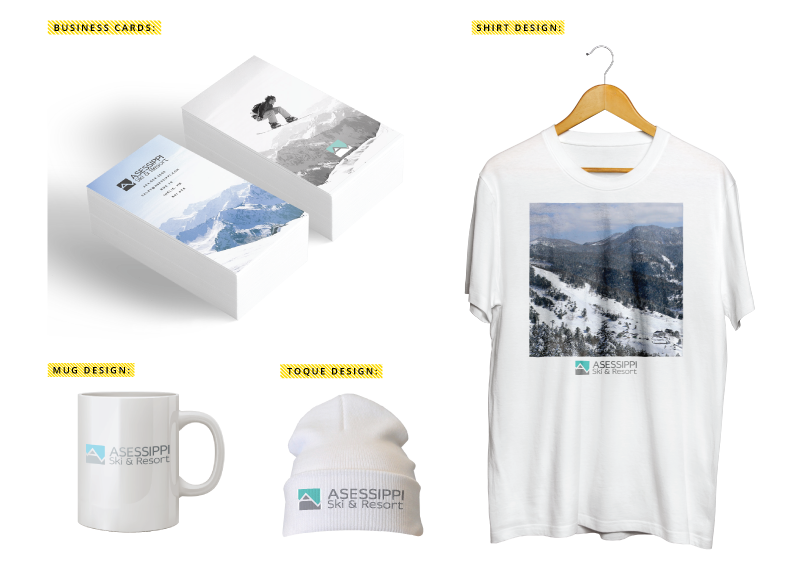 BUSINESS CARDS:
SHIRT DESIGN:
ASESSIPPI
Ski & Resort
ASESSIPPI
Ski & Resort
MUG DESIGN:
TOQUE DESIGN:
ASESSIPPI
Ski & Resort
ASESSIPPI
Ski & Resort